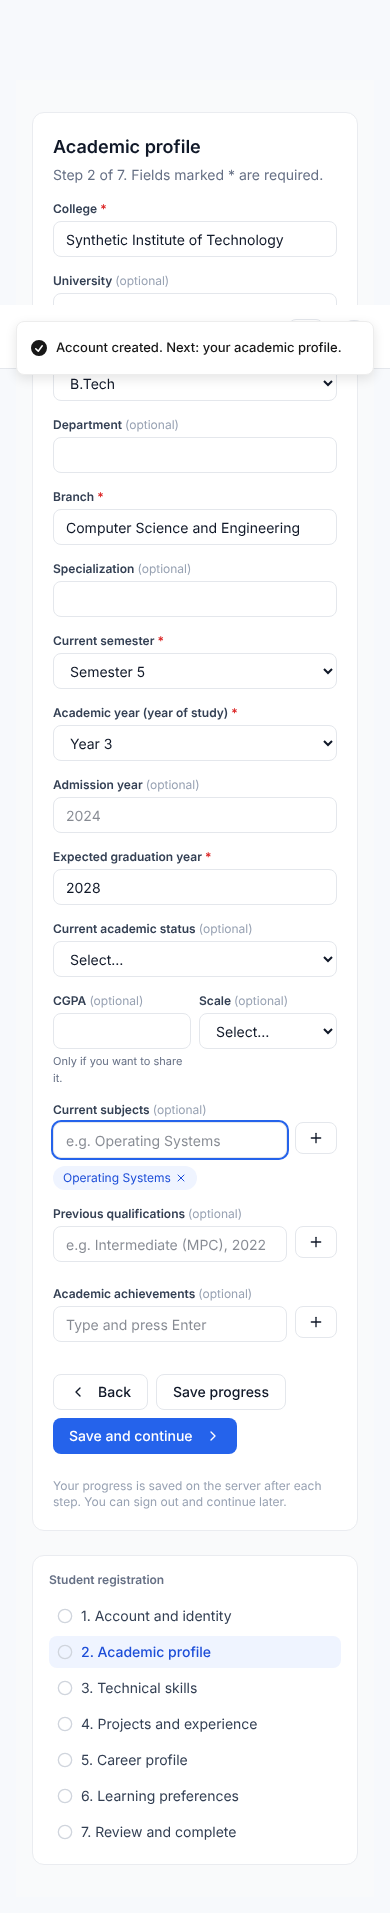 Academic profile
Step 2 of 7. Fields marked * are required.
College *
Synthetic Institute of Technology
University (optional)
Account created. Next: your academic profile.
B.Tech
Department (optional)
Branch *
Computer Science and Engineering
Specialization (optional)
Current semester *
Semester 5
Academic year (year of study) *
Year 3
Admission year (optional)
2024
Expected graduation year *
2028
Current academic status (optional)
Select...
CGPA (optional) Scale (optional)
Select...
Only if you want to share
it.
Current subjects (optional)
e.g. Operating Systems
Operating Systems
Previous qualifications (optional)
e.g. Intermediate (MPC), 2022
Academic achievements (optional)
Type and press Enter
Back Save progress
Save and continue
Your progress is saved on the server after each
step. You can sign out and continue later.
Student registration
1. Account and identity
2. Academic profile
3. Technical skills
4. Projects and experience
5. Career profile
6. Learning preferences
7. Review and complete